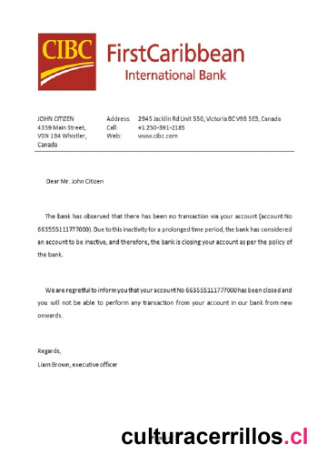 CIBC
FirstCaribbean
International Bank
JOHN CITIZEN
4359 Main Street,
V0N 1B4 Whistler,
Canada
Address: 2945 Jacklin Rd Unit 550, Victoria BC V9B 5E3, Canada
Call: +1 250-391-2185
Web: www.cibc.com
Dear Mr. John Citizen
The bank has observed that there has been no transaction via your account (account No
663555111777000). Due to this inactivity for a prolonged time period, the bank has considered
an account to be inactive, and therefore, the bank is closing your account as per the policy of
the bank.
We are regretful to inform you that your account No 663555111777000 has been closed and
you will not be able to perform any transaction from your account in our bank from new
onwards.
Regards,
Liam Brown, executive officer
culturacerrillos.cl